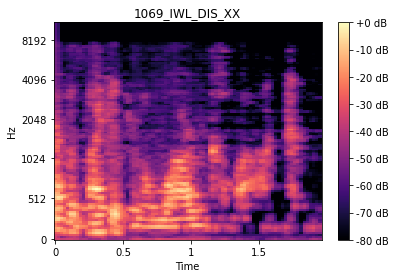 1069_IWL_DIS_XX
Hz
8192
4096
2048
1024
512
0
0
0.5
1
1.5
Time
+0 dB
-10 dB
-20 dB
-30 dB
-40 dB
-50 dB
-60 dB
-70 dB
-80 dB